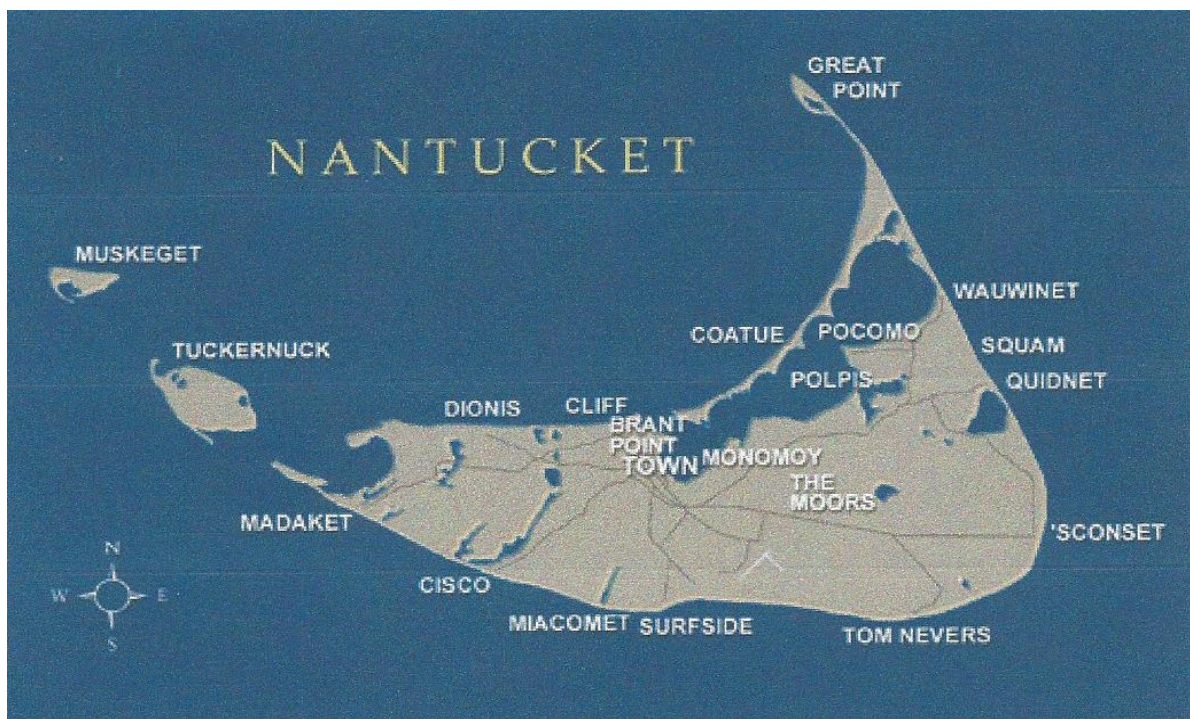 GREAT
POINT
NANTUCKET
MUSKEGET
WAUWINET
COATUE
POCOMO
SQUAM
TUCKERNUCK
POLPIS
QUIDNET
DIONIS
CLIFF
BRANT
POINT
TOWN
MONOMOY
THE
MOORS
MADAKET
'SCONSET
N
W E
S
CISCO
MIACOMET
SURFSIDE
TOM NEVERS